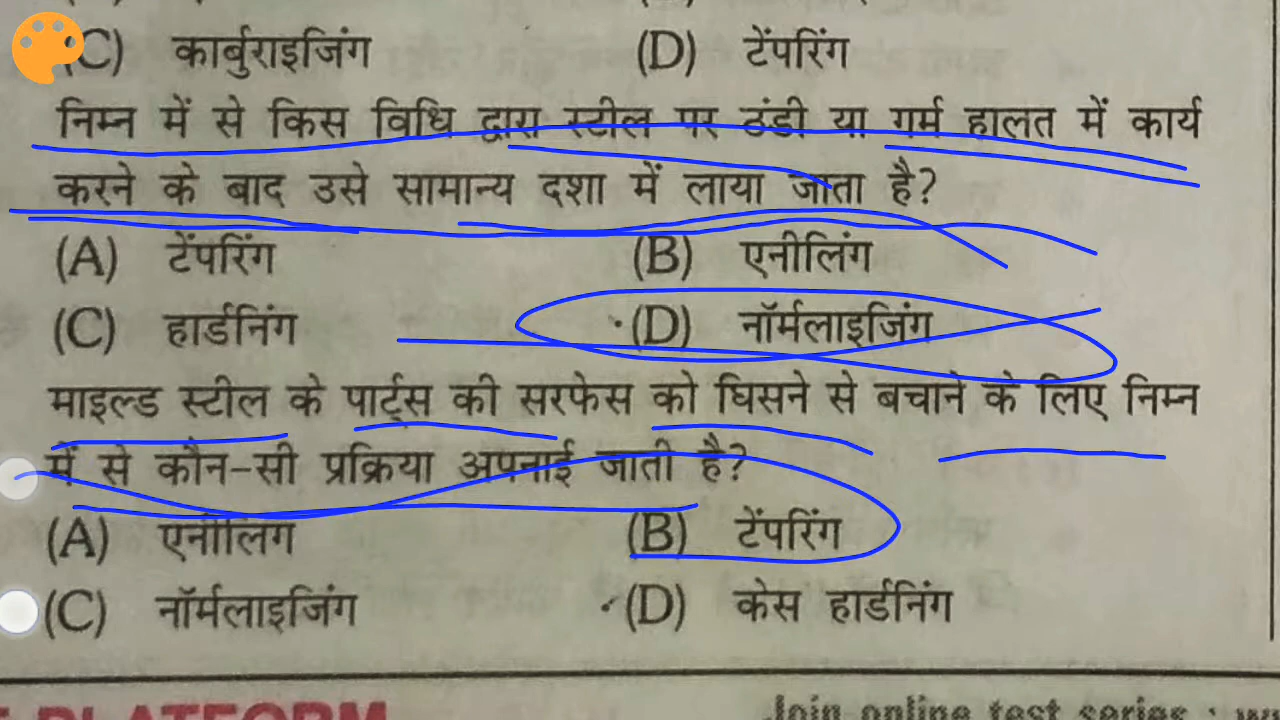 (C) कार्बुराइजिंग (D) टेंपरिंग
निम्न में से किस विधि द्वारा स्टील पर ठंडी या गर्म हालत में कार्य
करने के बाद उसे सामान्य दशा में लाया जाता है?
(A) टेंपरिंग (B) एनीलिंग
(C) हार्डनिंग (D) नॉर्मलाइजिंग
माइल्ड स्टील के पार्ट्स की सरफेस को घिसने से बचाने के लिए निम्न
में से कौन-सी प्रक्रिया अपनाई जाती है?
(A) एनीलिंग (B) टेंपरिंग
(C) नॉर्मलाइजिंग (D) केस हार्डनिंग
PLATFORM Join online test series :